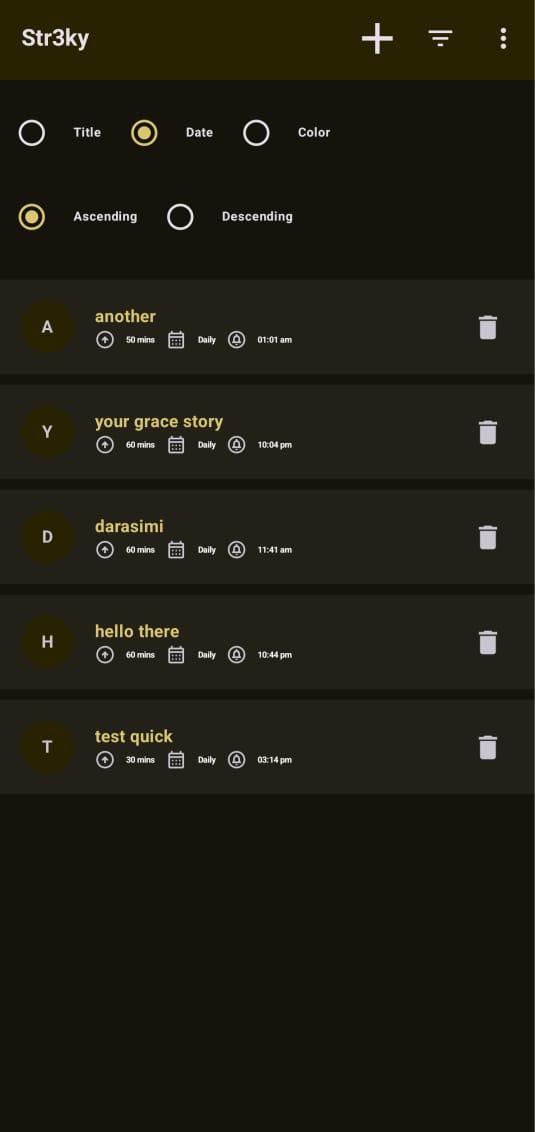 Str3ky
Title Date Color
Ascending Descending
A another
50 mins Daily 01:01 am
Y your grace story
60 mins Daily 10:04 pm
D darasimi
60 mins Daily 11:41 am
H hello there
60 mins Daily 10:44 pm
T test quick
30 mins Daily 03:14 pm